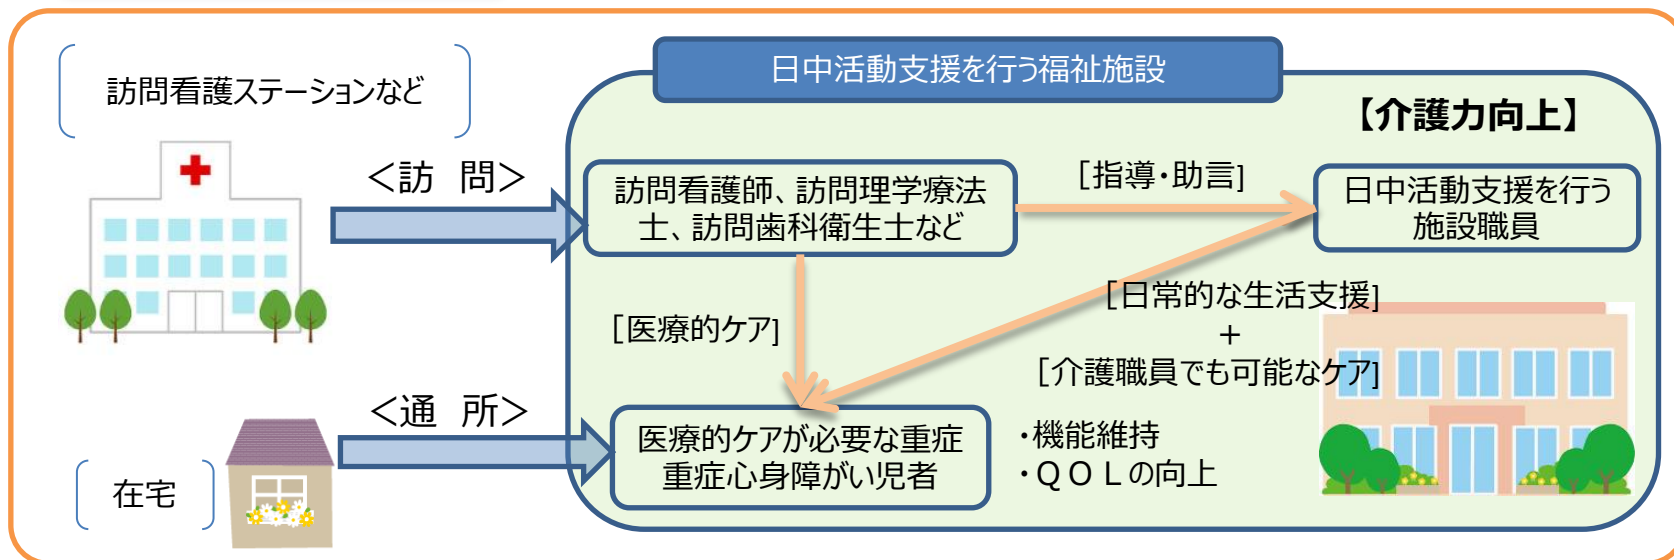 日中活動支援を行う福祉施設
訪問看護ステーションなど
【介護力向上】
＜訪　問＞
訪問看護師、訪問理学療法
士、訪問歯科衛生士など
［指導・助言］
日中活動支援を行う
施設職員
［医療的ケア］
［日常的な生活支援］
＋
［介護職員でも可能なケア］
＜通　所＞
在宅
医療的ケアが必要な重症
重症心身障がい児者
・機能維持
・ＱＯＬの向上